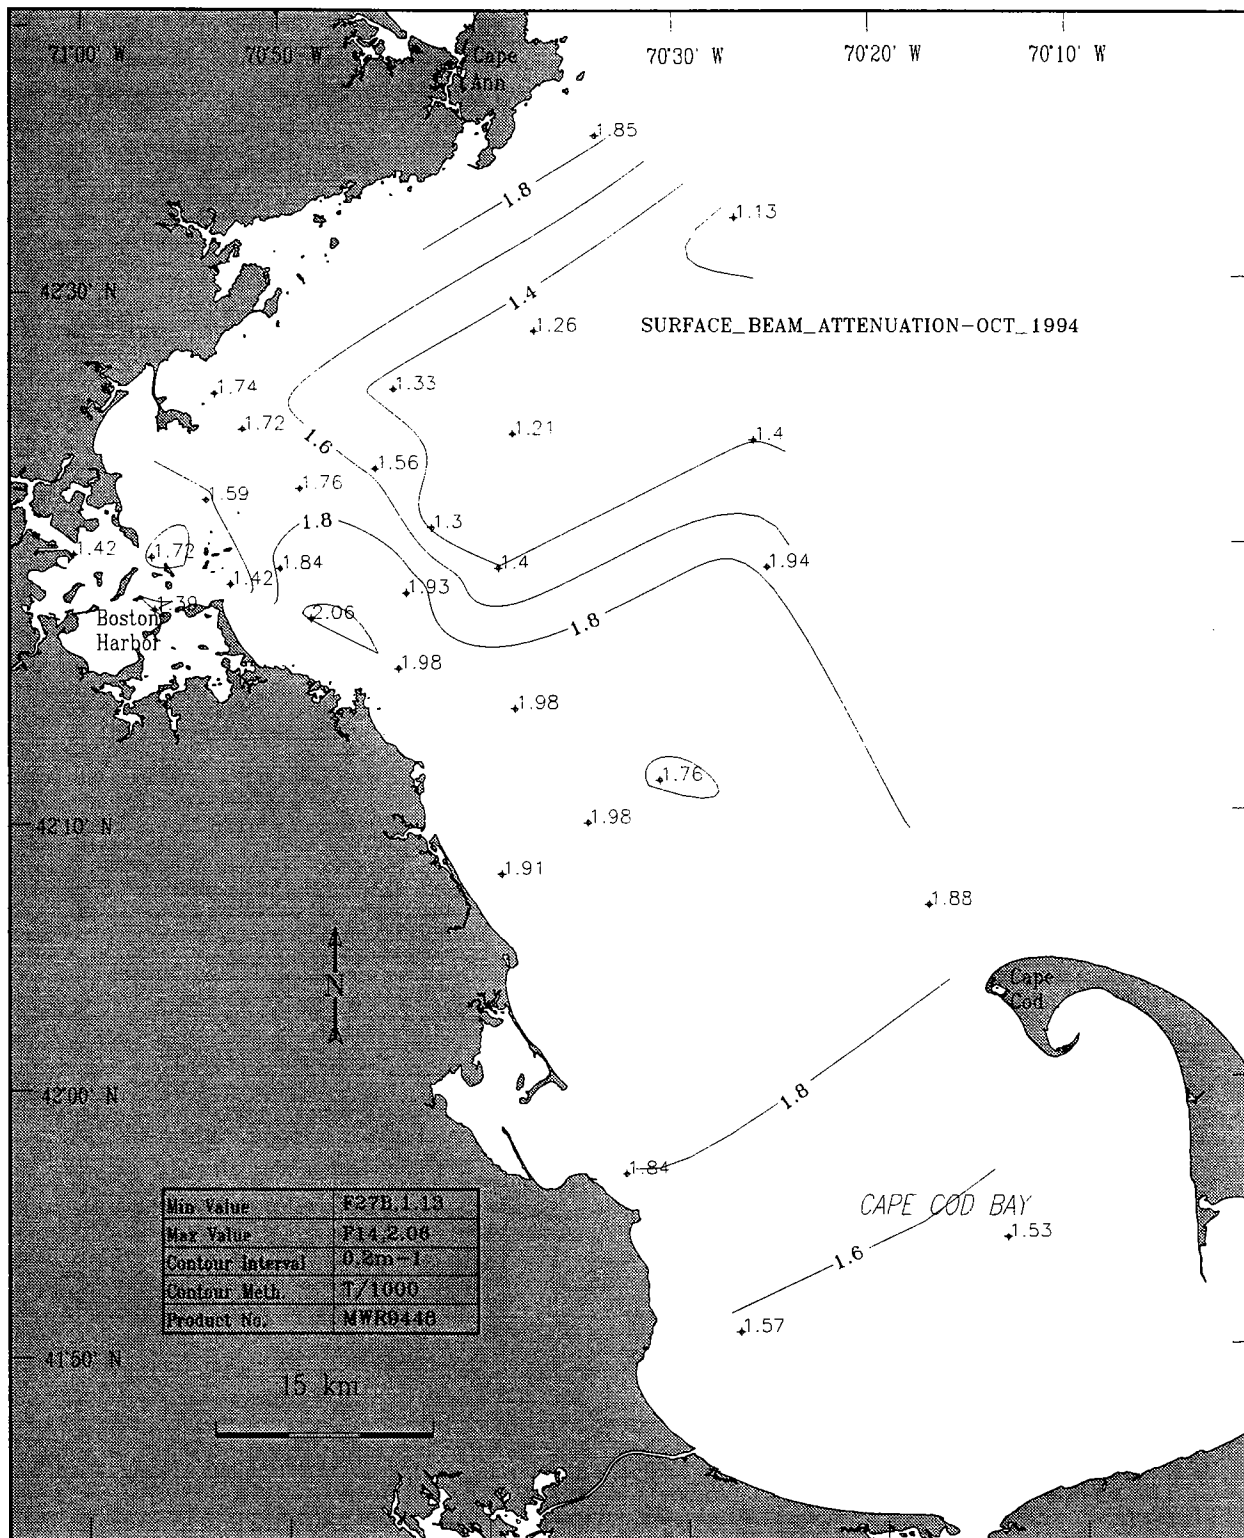 71°00' W 70°50' W 70°30' W 70°20' W 70°10' W
Cape
Ann
1.85
1.8
1.13
42°30' N
1.4
1.26
SURFACE_BEAM_ATTENUATION-OCT_1994
1.74
1.33
1.72
1.21
1.4
1.6
1.56
1.76
1.59
1.8
1.3
1.42
1.72
1.84
1.4
1.94
1.42
1.93
1.39
2.06
Boston
Harbor
1.8
1.98
1.98
1.76
42°10' N
1.98
1.91
1.88
N
Cape
Cod
42°00' N
1.8
1.84
CAPE COD BAY
1.53
1.6
1.57
Min Value F27B,1.13
Max Value F14,2.06
Contour Interval 0.2m-1
Contour Meth. T/1000
Product No. MWR9448
41°50' N
15 km